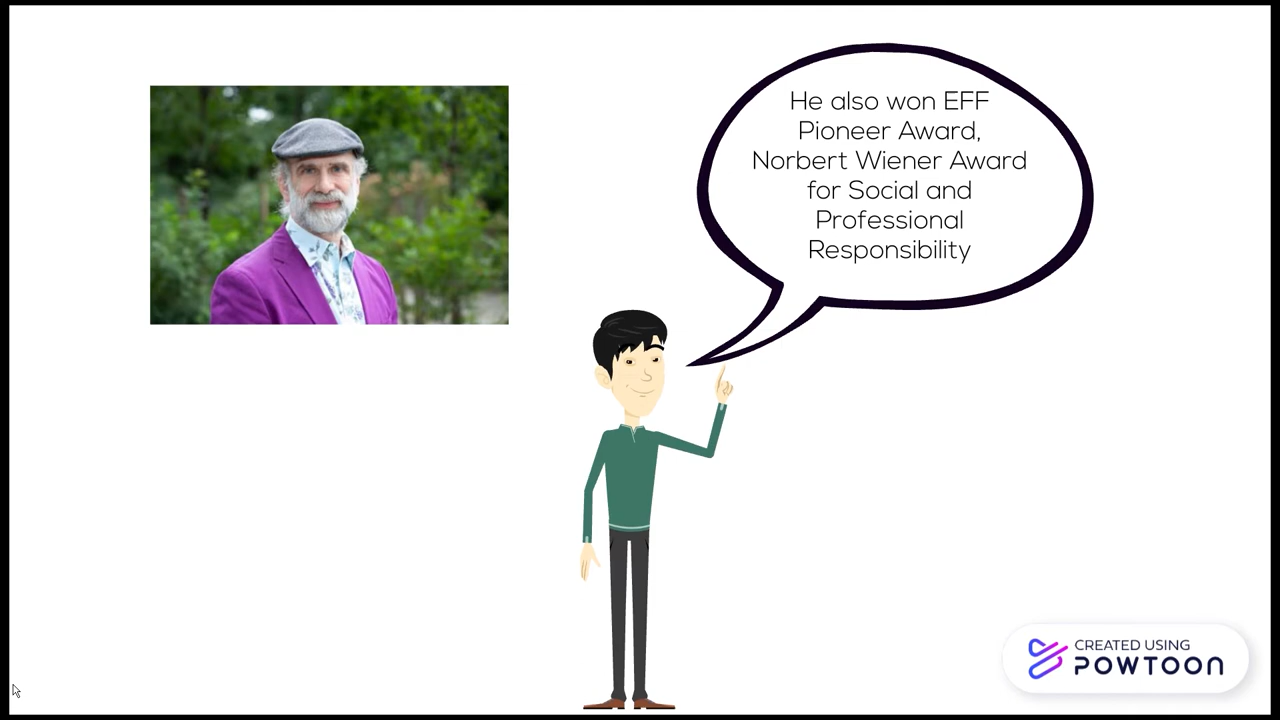 He also won EFF
Pioneer Award,
Norbert Wiener Award
for Social and
Professional
Responsibility
CREATED USING
POWTOON